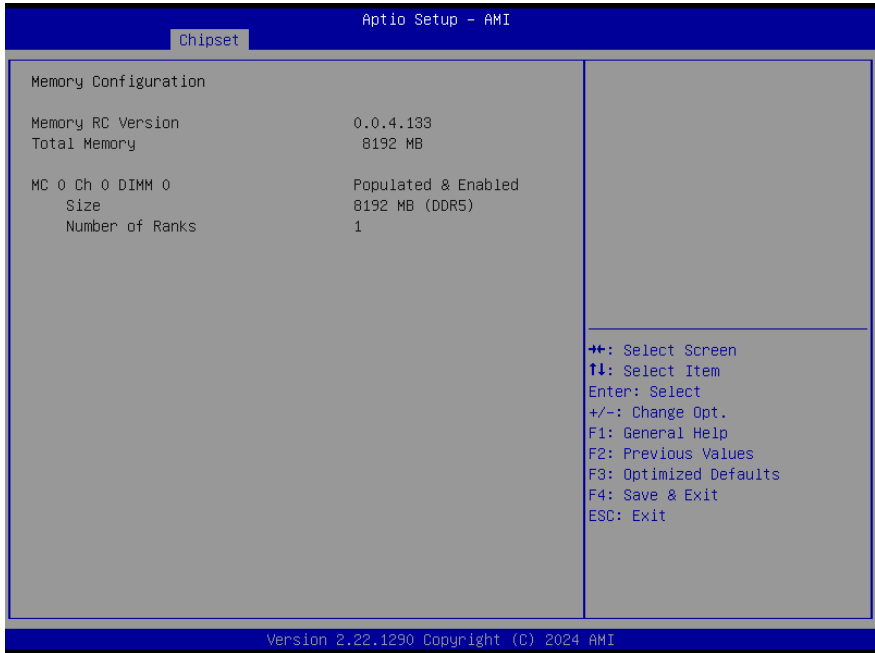 Aptio Setup – AMI
Chipset
Memory Configuration
Memory RC Version 0.0.4.133
Total Memory 8192 MB
MC 0 Ch 0 DIMM 0 Populated & Enabled
Size 8192 MB (DDR5)
Number of Ranks 1
→←: Select Screen
↑↓: Select Item
Enter: Select
+/-: Change Opt.
F1: General Help
F2: Previous Values
F3: Optimized Defaults
F4: Save & Exit
ESC: Exit
Version 2.22.1290 Copyright (C) 2024 AMI